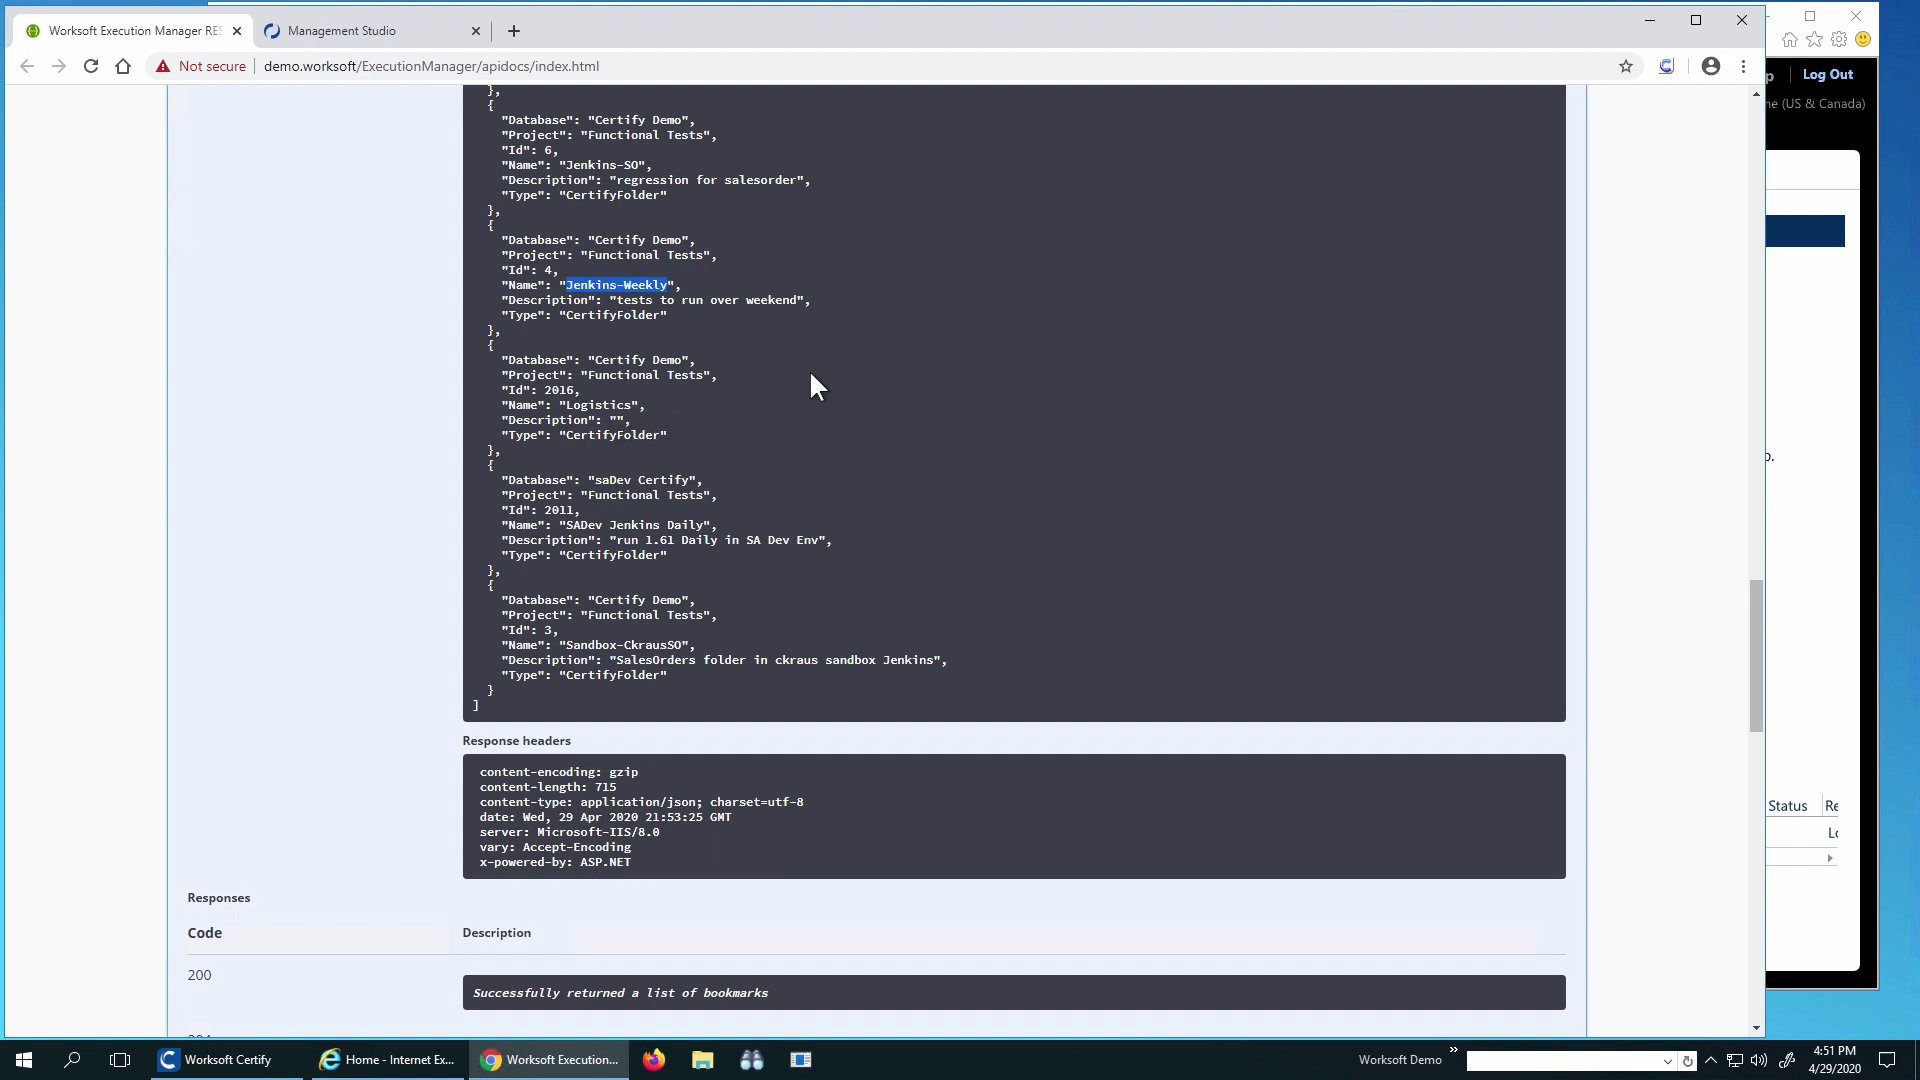 Worksoft Execution Manager RES
Management Studio
Not secure
demo.worksoft/ExecutionManager/apidocs/index.html
Log Out
p
ne (US & Canada)
},
{
"Database": "Certify Demo",
"Project": "Functional Tests",
"Id": 6,
"Name": "Jenkins-SO",
"Description": "regression for salesorder",
"Type": "CertifyFolder"
},
{
"Database": "Certify Demo",
"Project": "Functional Tests",
"Id": 4,
"Name": "Jenkins-Weekly",
"Description": "tests to run over weekend",
"Type": "CertifyFolder"
},
{
"Database": "Certify Demo",
"Project": "Functional Tests",
"Id": 2016,
"Name": "Logistics",
"Description": "",
"Type": "CertifyFolder"
},
{
"Database": "saDev Certify",
"Project": "Functional Tests",
"Id": 2011,
"Name": "SADev Jenkins Daily",
"Description": "run 1.61 Daily in SA Dev Env",
"Type": "CertifyFolder"
},
{
"Database": "Certify Demo",
"Project": "Functional Tests",
"Id": 3,
"Name": "Sandbox-CkrausSO",
"Description": "SalesOrders folder in ckraus sandbox Jenkins",
"Type": "CertifyFolder"
}
]
Response headers
content-encoding: gzip
content-length: 715
content-type: application/json; charset=utf-8
date: Wed, 29 Apr 2020 21:53:25 GMT
server: Microsoft-IIS/8.0
vary: Accept-Encoding
x-powered-by: ASP.NET
Status Re
Responses
Code Description
200
Successfully returned a list of bookmarks
Worksoft Certify
Home - Internet Ex...
Worksoft Execution...
Worksoft Demo
4:51 PM
4/29/2020